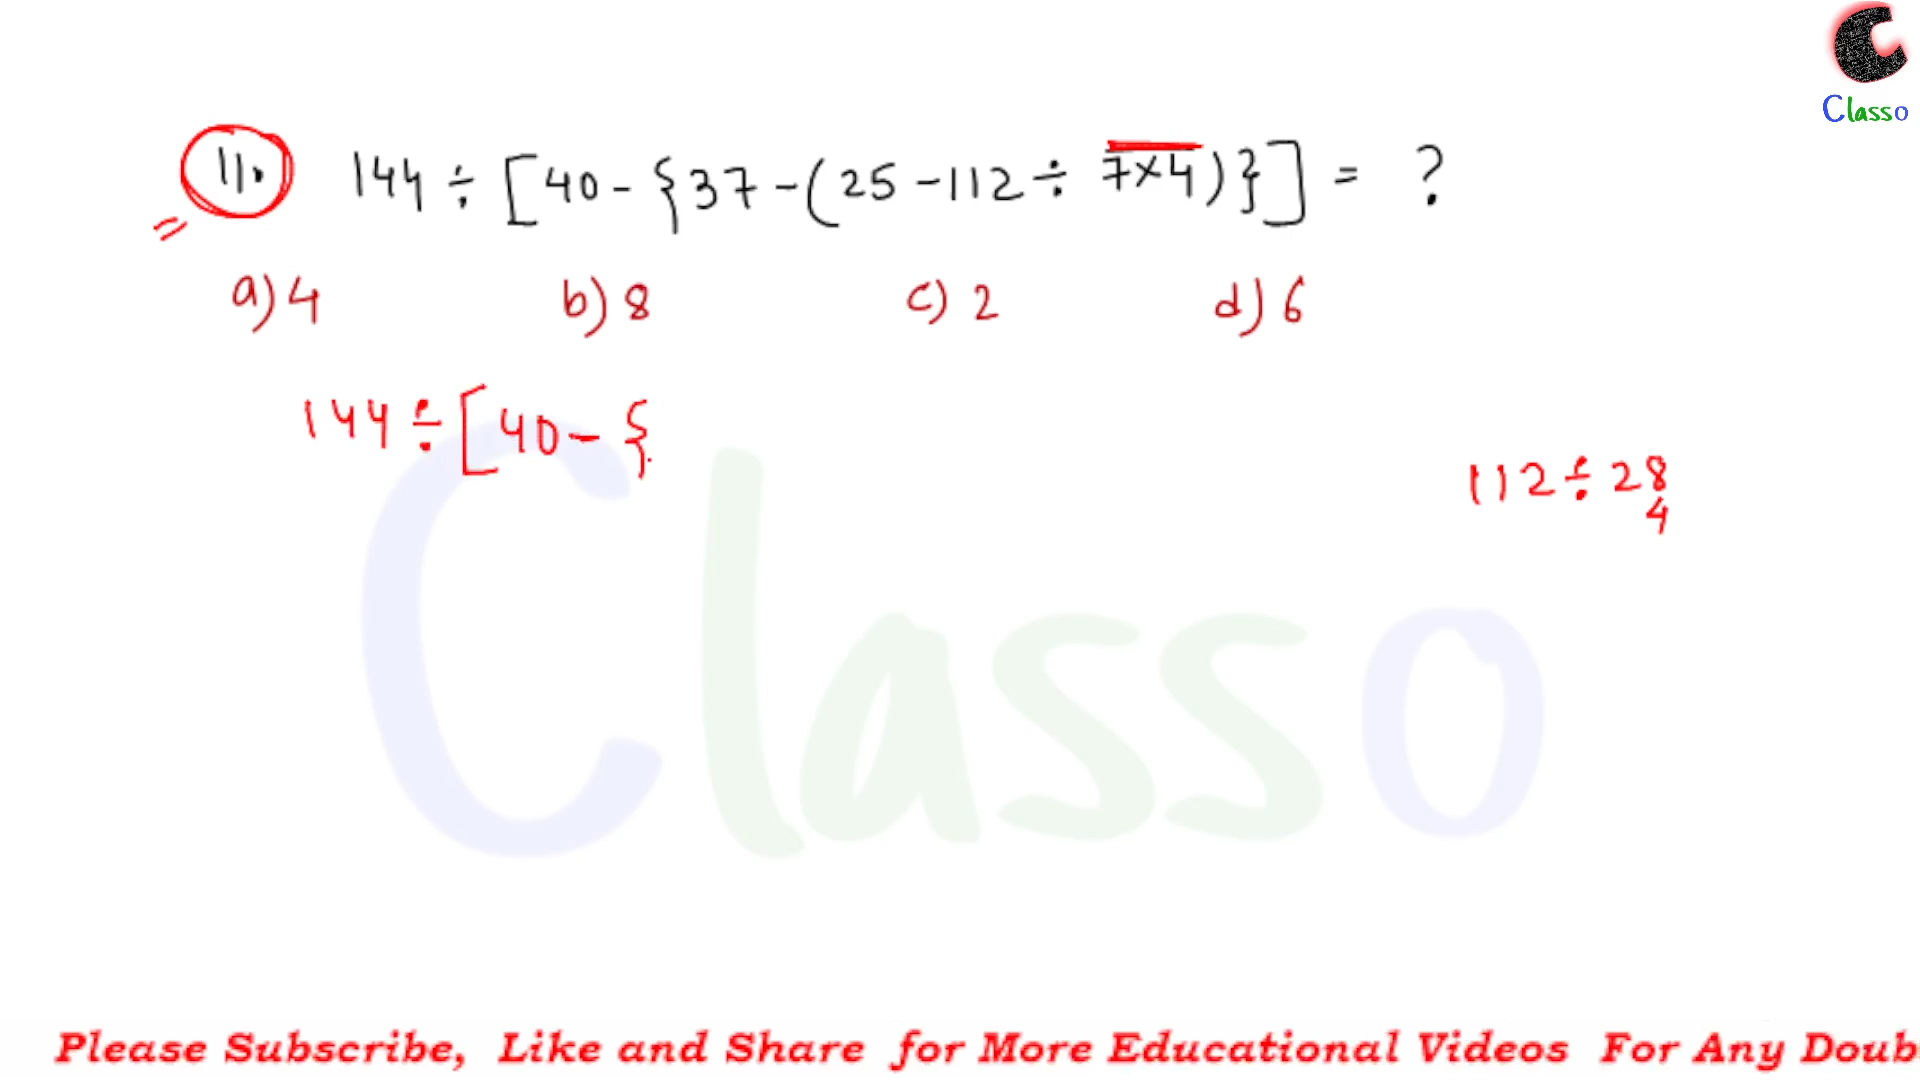 C
Classo
11. 144 ÷ [40 - {37 - (25 - 112 ÷ 7×4)}] = ?
a) 4 b) 8 c) 2 d) 6
144 ÷ [40 - {
112 ÷ 28
4
Classo
Please Subscribe, Like and Share for More Educational Videos For Any Doub